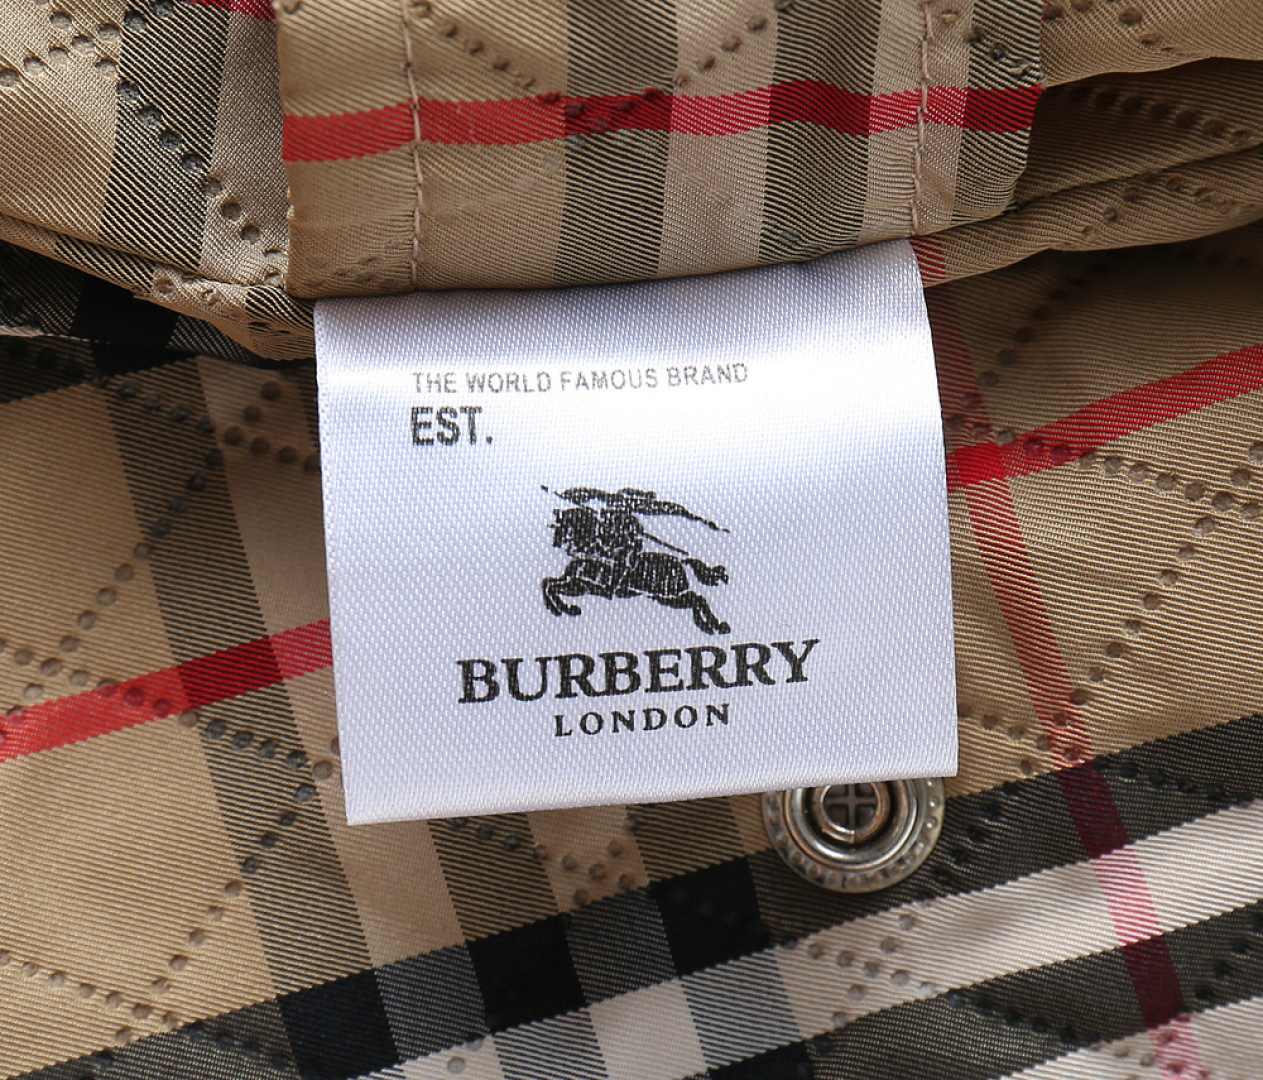 THE WORLD FAMOUS BRAND
EST.
BURBERRY
LONDON